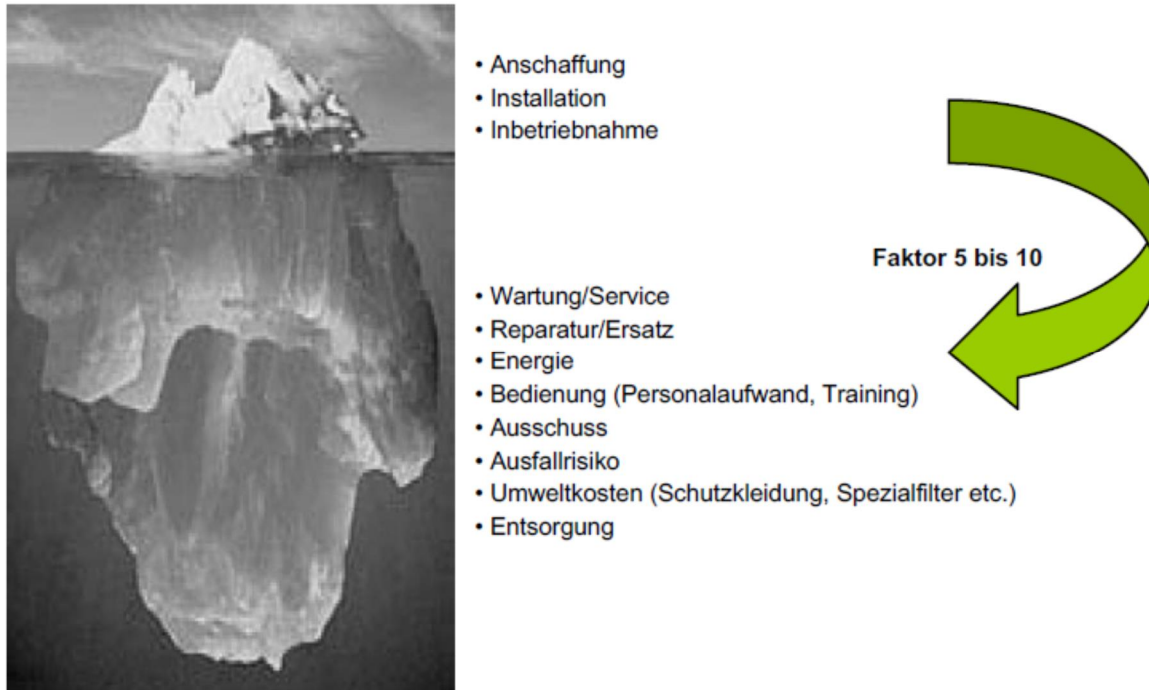 • Anschaffung
• Installation
• Inbetriebnahme
Faktor 5 bis 10
• Wartung/Service
• Reparatur/Ersatz
• Energie
• Bedienung (Personalaufwand, Training)
• Ausschuss
• Ausfallrisiko
• Umweltkosten (Schutzkleidung, Spezialfilter etc.)
• Entsorgung